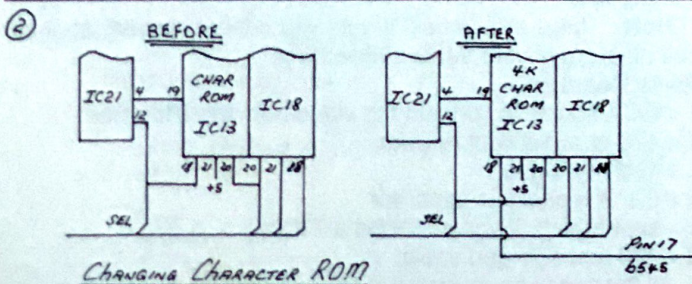 2
BEFORE AFTER
IC21 4 19 CHAR ROM IC13 IC18
12
18 21 20 20 21 28
+5
SEL
IC21 4 19 4K CHAR ROM IC13 IC18
12
18 21 20 20 21 28
+5
SEL
PIN 17
6545
CHANGING CHARACTER ROM